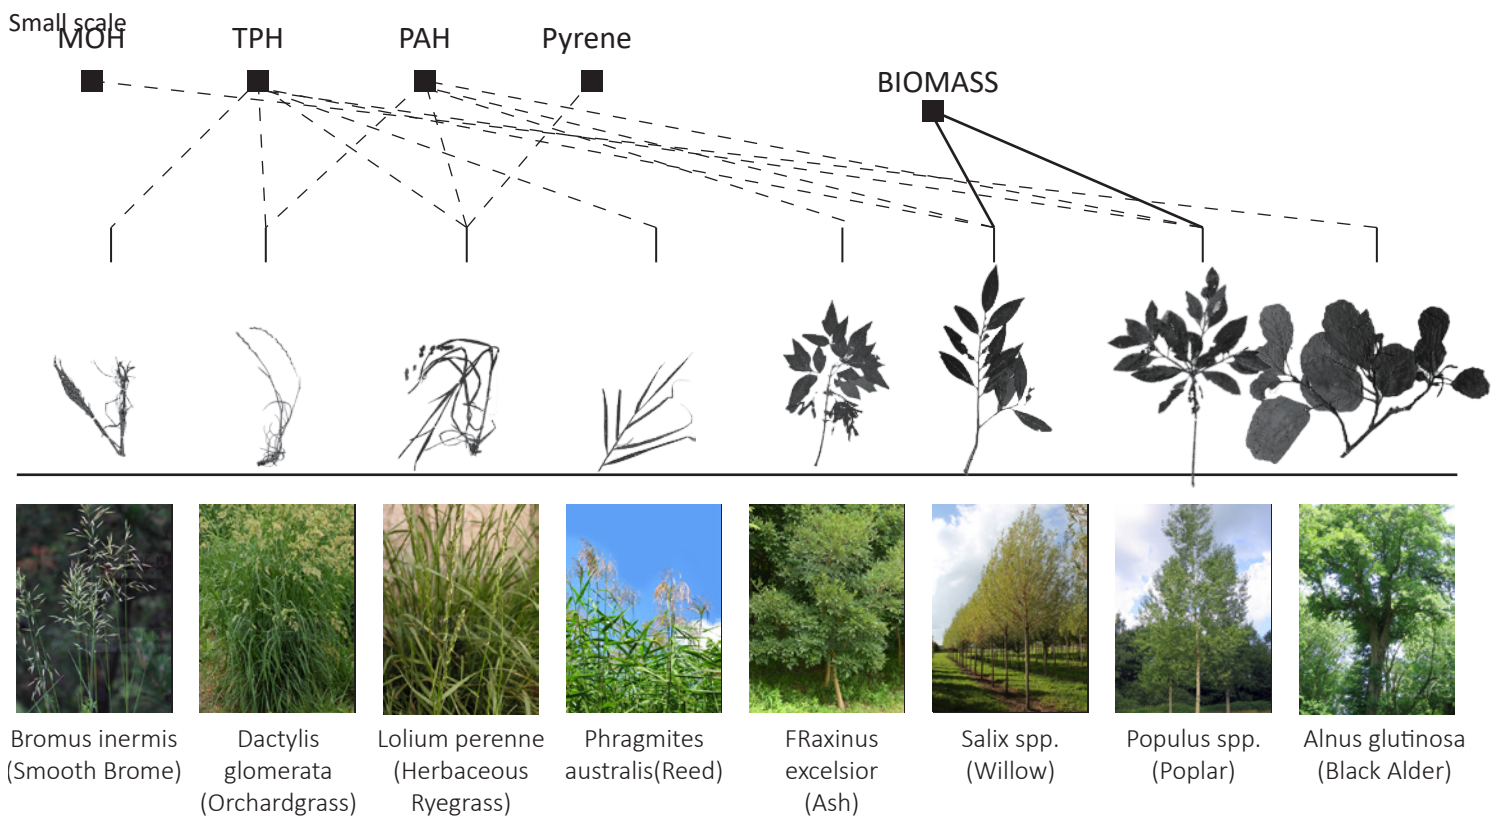 Small scale
MOH
TPH
PAH
Pyrene
BIOMASS
Bromus inermis
(Smooth Brome)
Dactylis
glomerata
(Orchardgrass)
Lolium perenne
(Herbaceous
Ryegrass)
Phragmites
australis(Reed)
FRaxinus
excelsior
(Ash)
Salix spp.
(Willow)
Populus spp.
(Poplar)
Alnus glutinosa
(Black Alder)